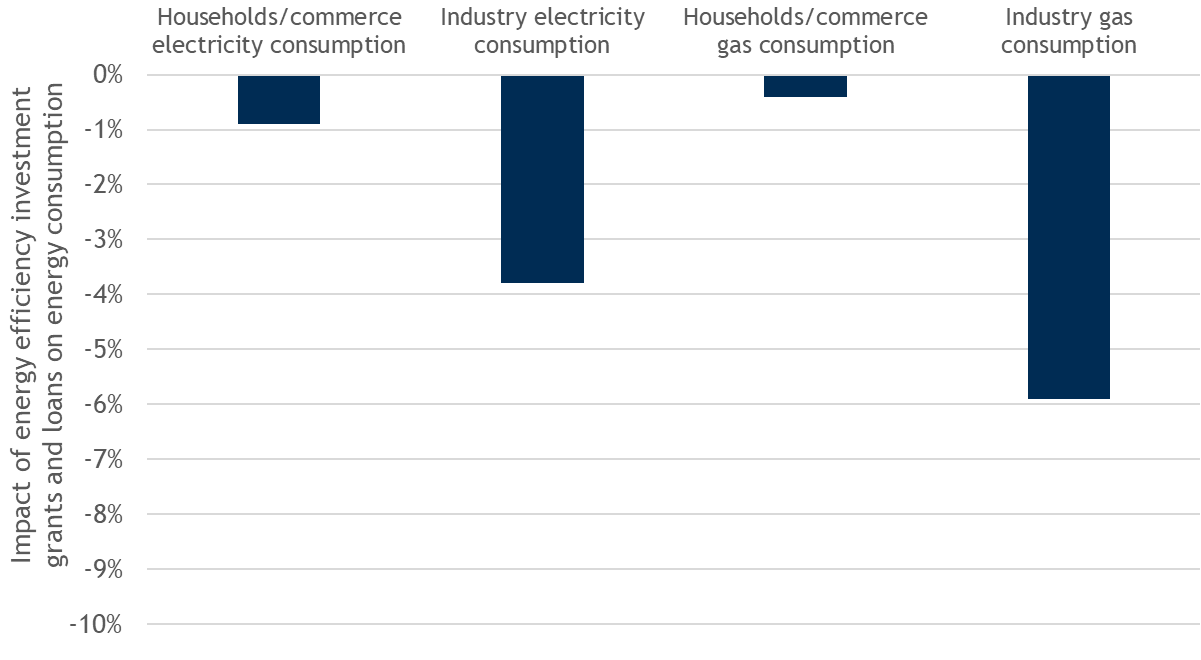 Households/commerce
electricity consumption
Industry electricity
consumption
Households/commerce
gas consumption
Industry gas
consumption
Impact of energy efficiency investment
grants and loans on energy consumption
0%
-1%
-2%
-3%
-4%
-5%
-6%
-7%
-8%
-9%
-10%